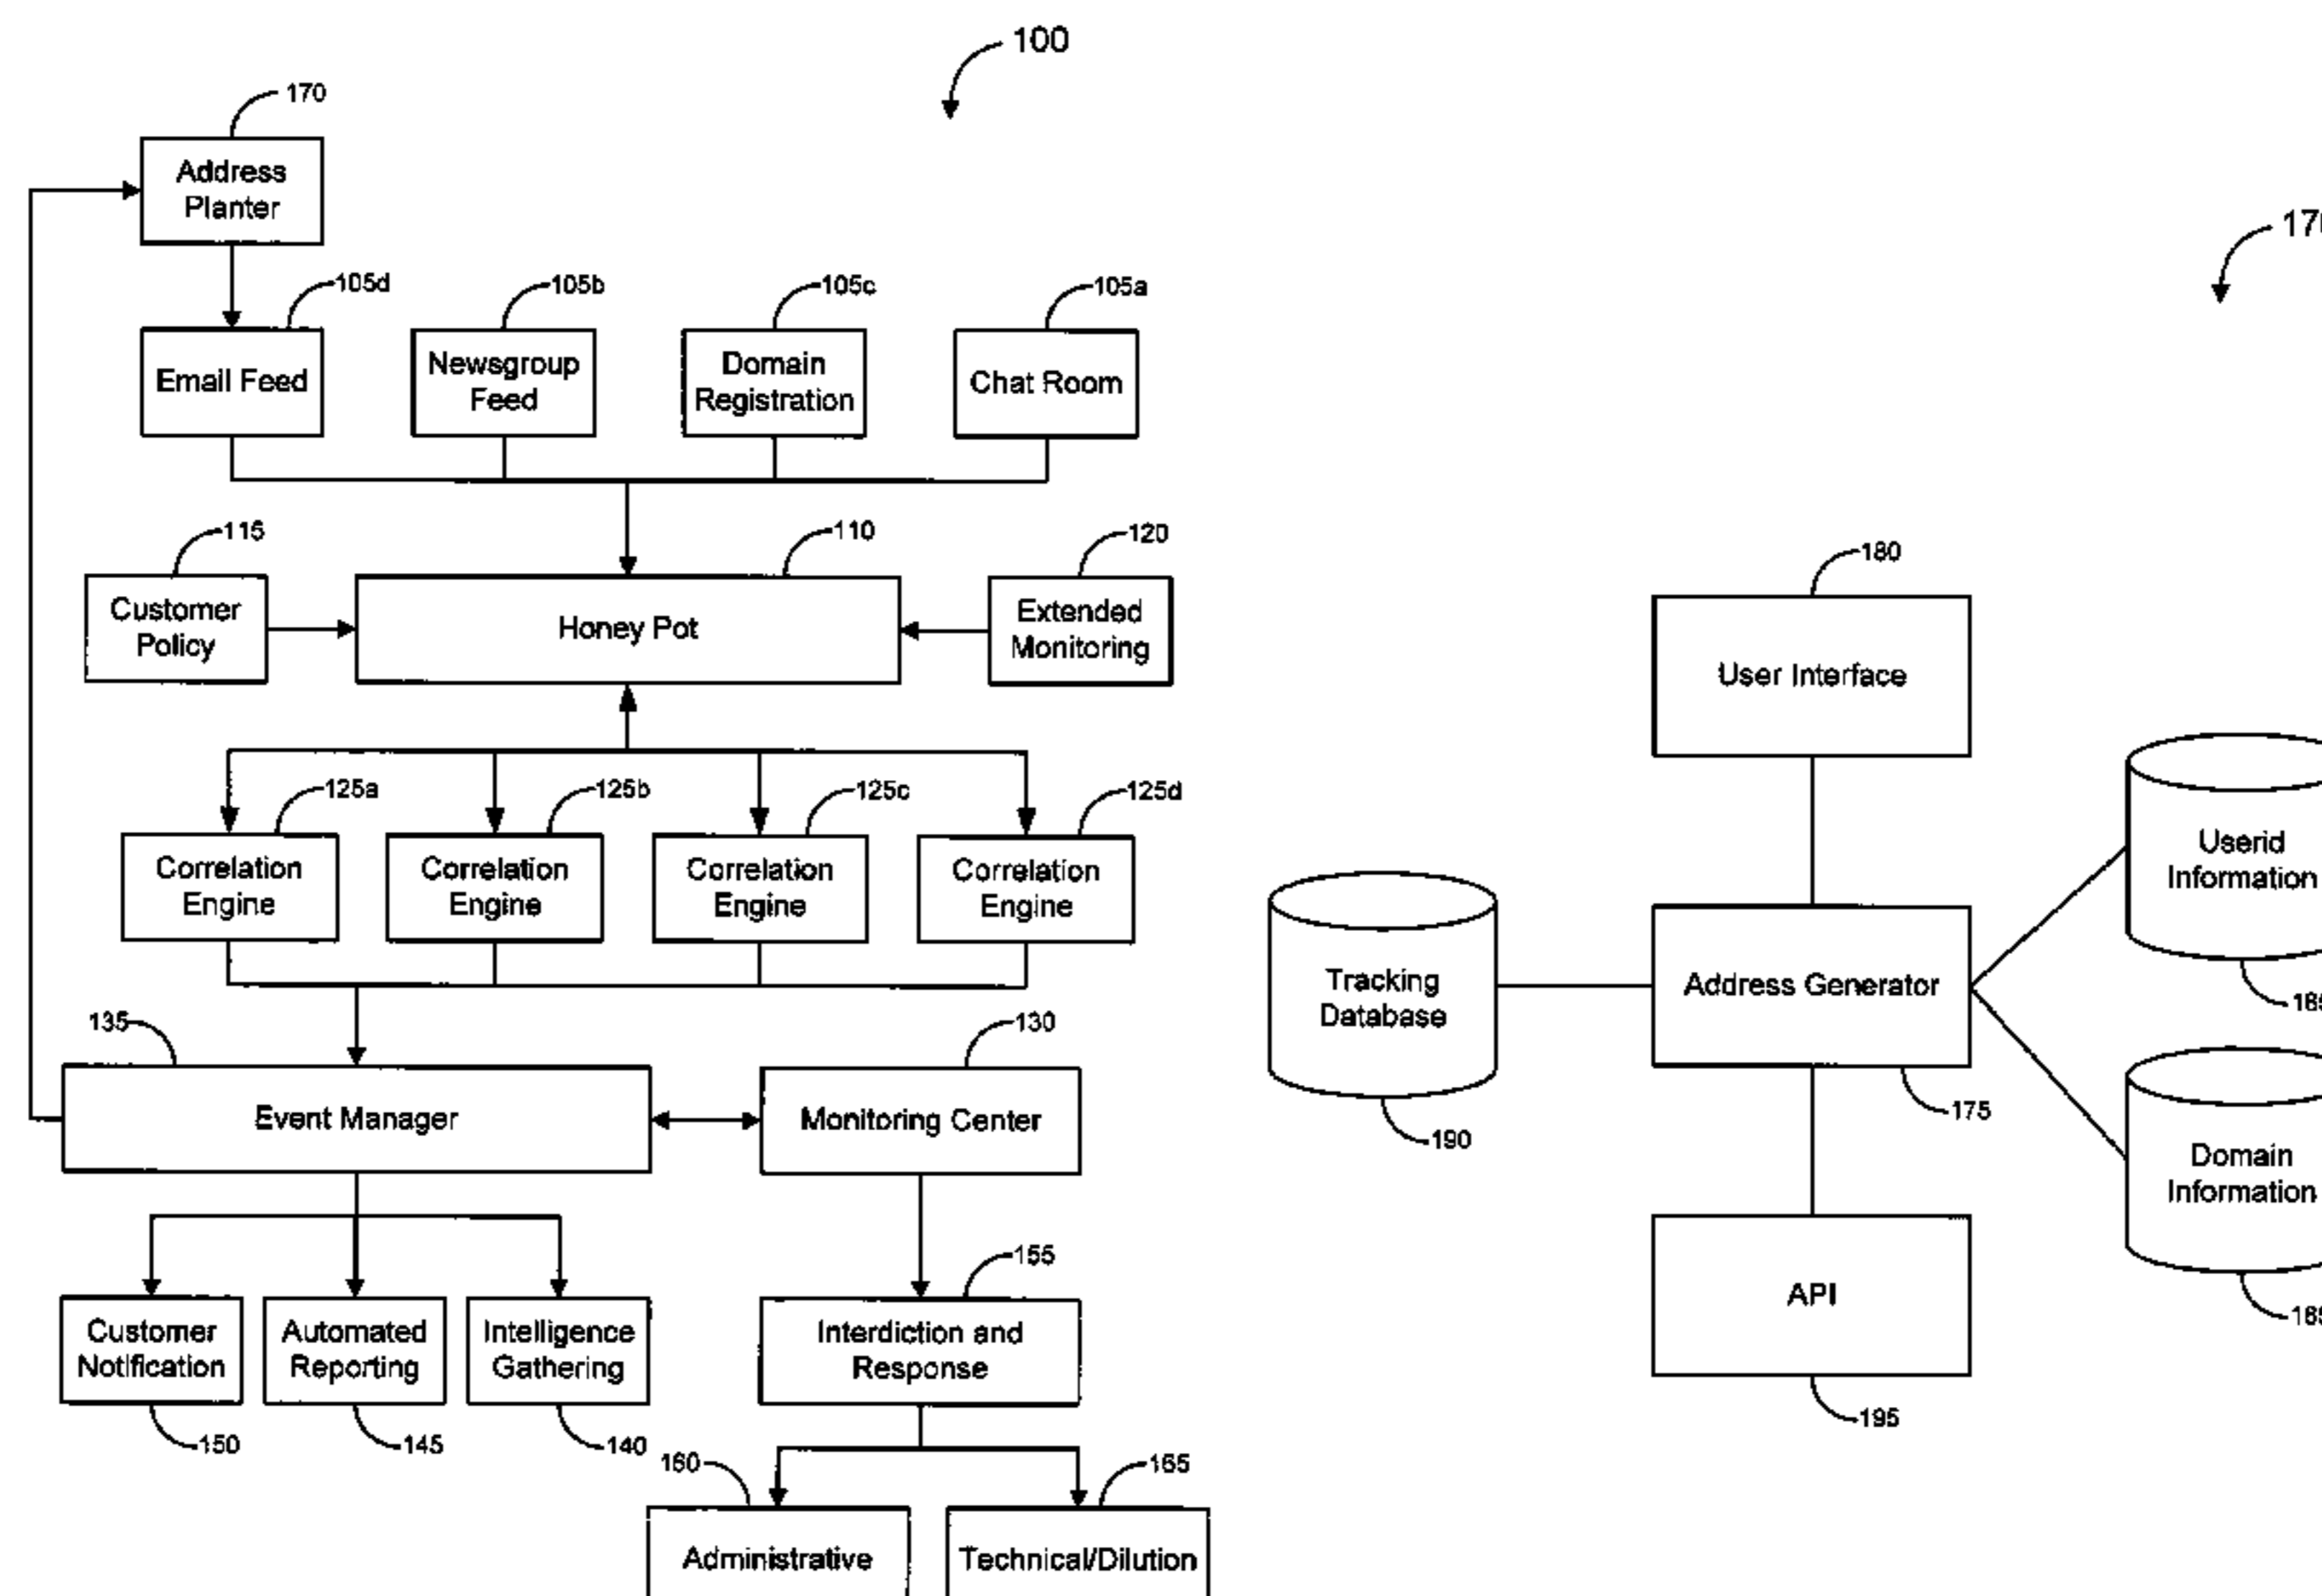 100
170
Address
Planter
105d
105b
105c
105a
Email Feed
Newsgroup
Feed
Domain
Registration
Chat Room
115
110
120
Customer
Policy
Honey Pot
Extended
Monitoring
125a
125b
125c
125d
Correlation
Engine
Correlation
Engine
Correlation
Engine
Correlation
Engine
135
130
Event Manager
Monitoring Center
155
Customer
Notification
Automated
Reporting
Intelligence
Gathering
Interdiction and
Response
150
145
140
160
165
Administrative
Technical/Dilution
180
User Interface
Userid
Information
Tracking
Database
Address Generator
190
175
Domain
Information
API
195